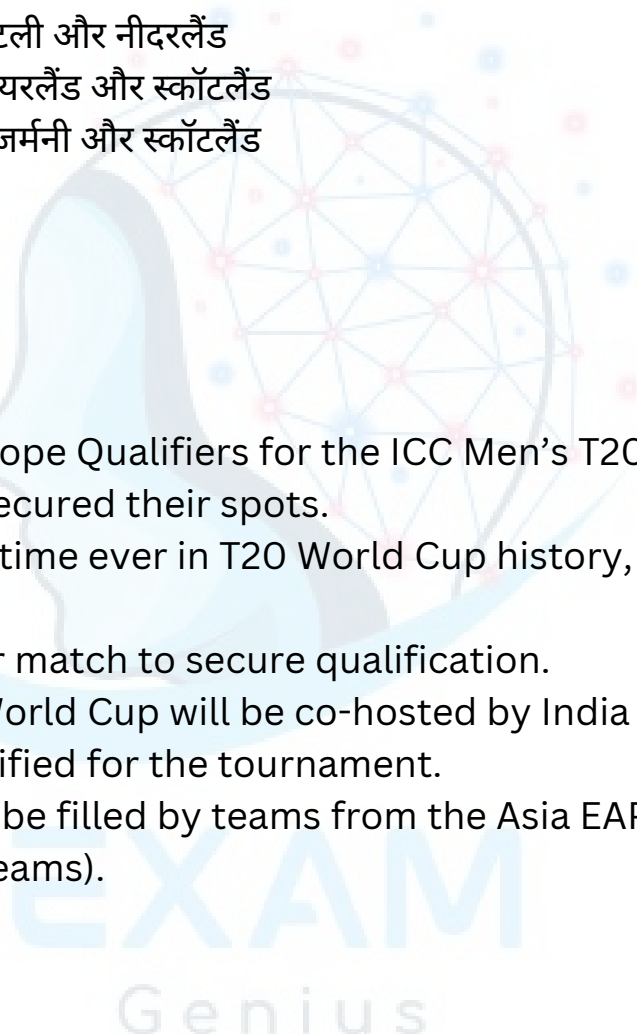 टली और नीदरलैंड
यरलैंड और स्कॉटलैंड
जर्मनी और स्कॉटलैंड
ope Qualifiers for the ICC Men’s T20
ecured their spots.
time ever in T20 World Cup history,
r match to secure qualification.
World Cup will be co-hosted by India
ified for the tournament.
be filled by teams from the Asia EAP
eams).
EXAM
Genius